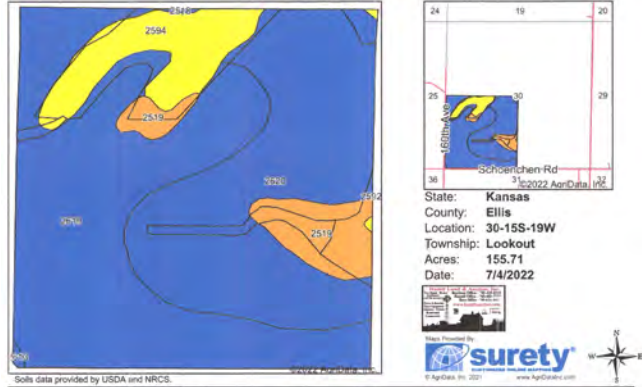 2518
2594
2519
2620
2592
2519
©2022 AgriData, Inc.
Soils data provided by USDA and NRCS.
24 19 20
25 30 29
160th Ave
Schoenchen Rd
36 31 32
©2022 AgriData, Inc.
State: Kansas
County: Ellis
Location: 30-15S-19W
Township: Lookout
Acres: 155.71
Date: 7/4/2022
Maps Provided By:
surety®
CUSTOMIZED ONLINE MAPPING
© AgriData, Inc. 2021 www.AgriDataInc.com
N
W E
S